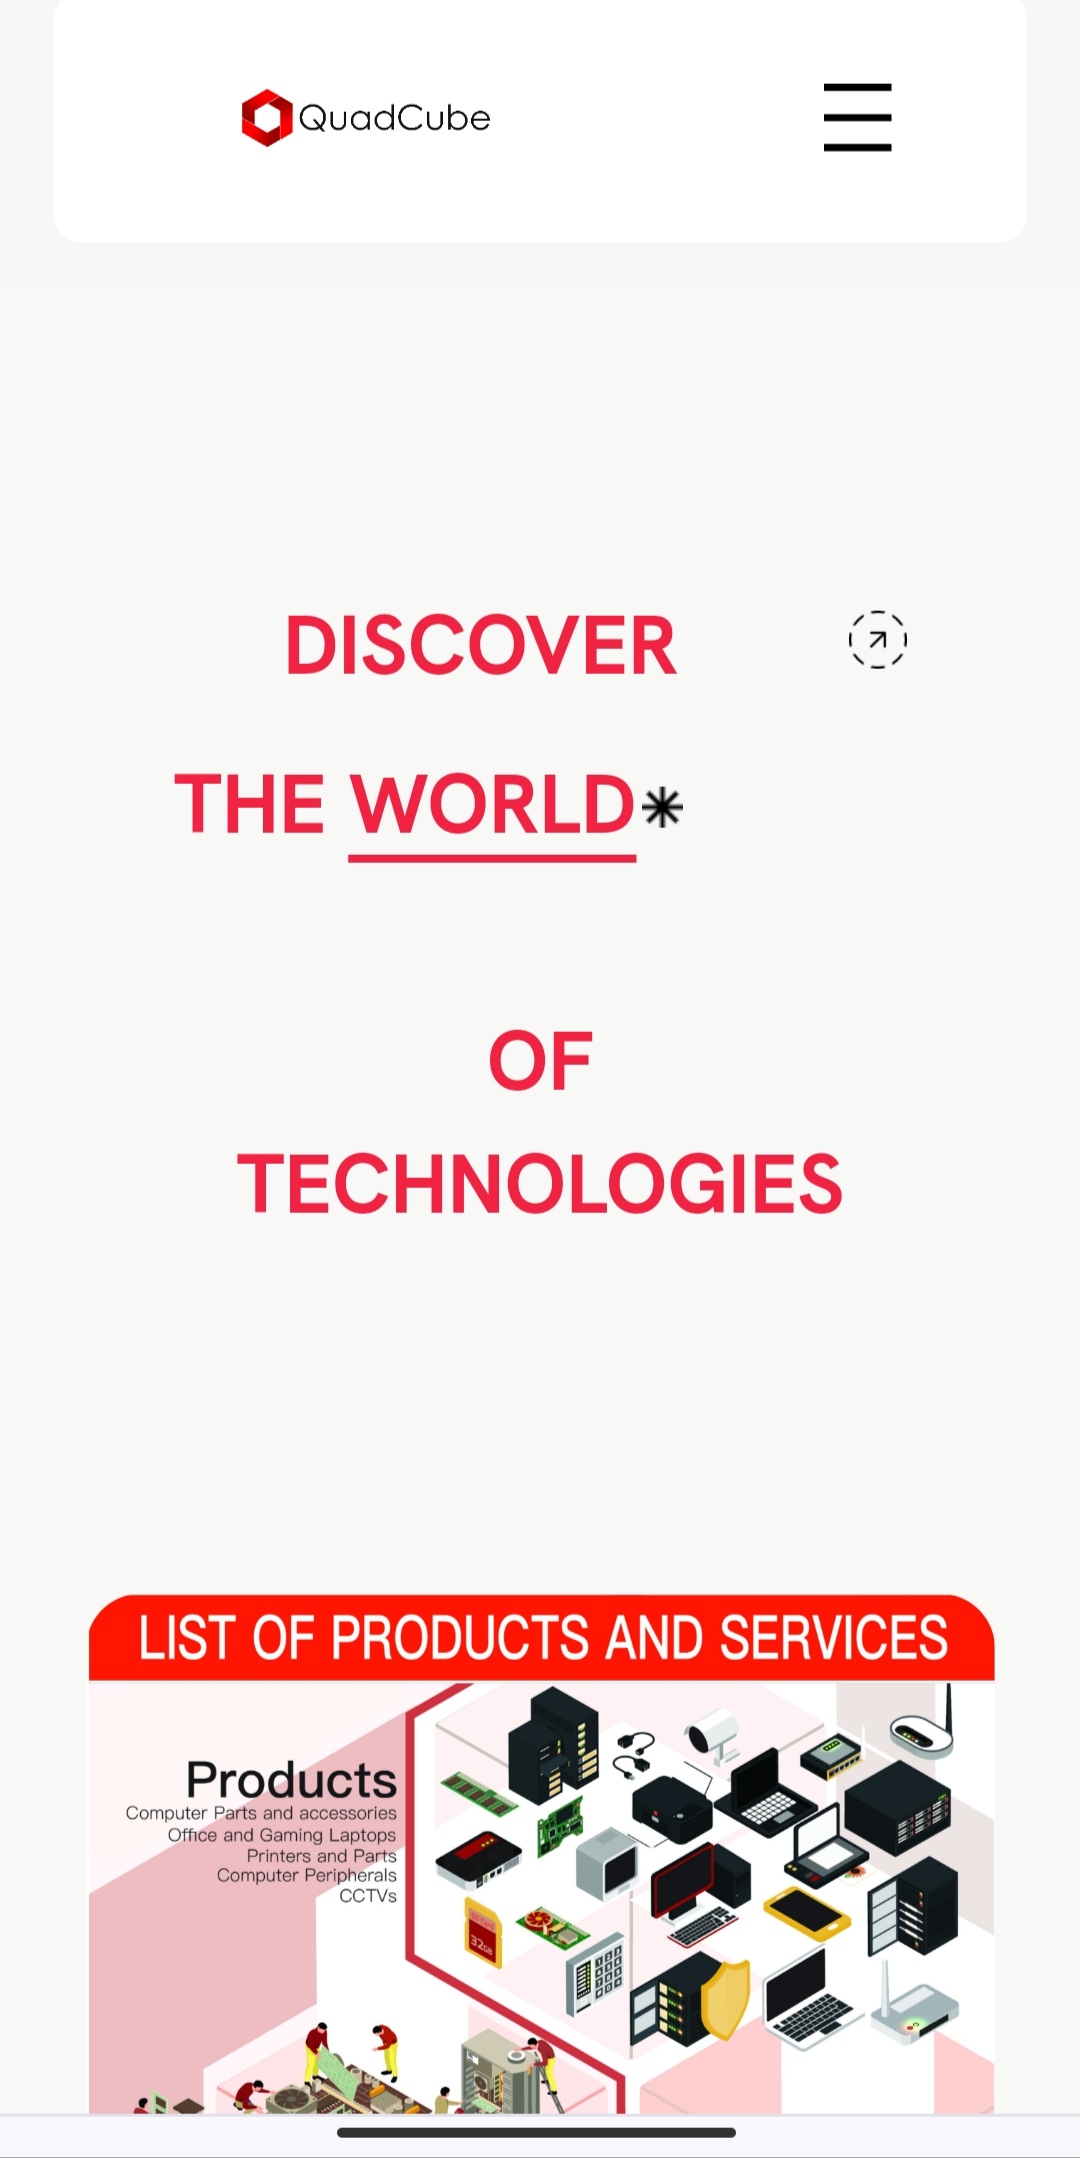 QuadCube
DISCOVER
THE WORLD
OF
TECHNOLOGIES
LIST OF PRODUCTS AND SERVICES
Products
Computer Parts and accessories
Office and Gaming Laptops
Printers and Parts
Computer Peripherals
CCTVs
32GB